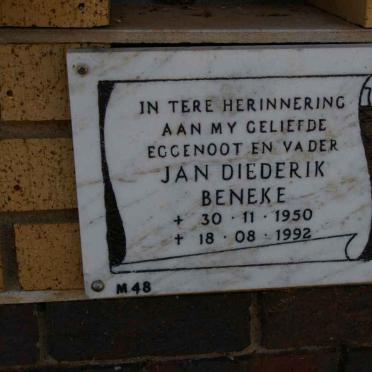 IN TERE HERINNERING
AAN MY GELIEFDE
EGGENOOT EN VADER
JAN DIEDERIK
BENEKE
+ 30 · 11 · 1950
✝ 18 · 08 · 1992
M48